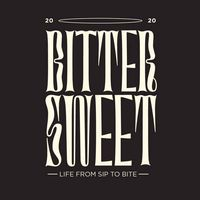 20 20
BITTER
SWEET
— LIFE FROM SIP TO BITE —